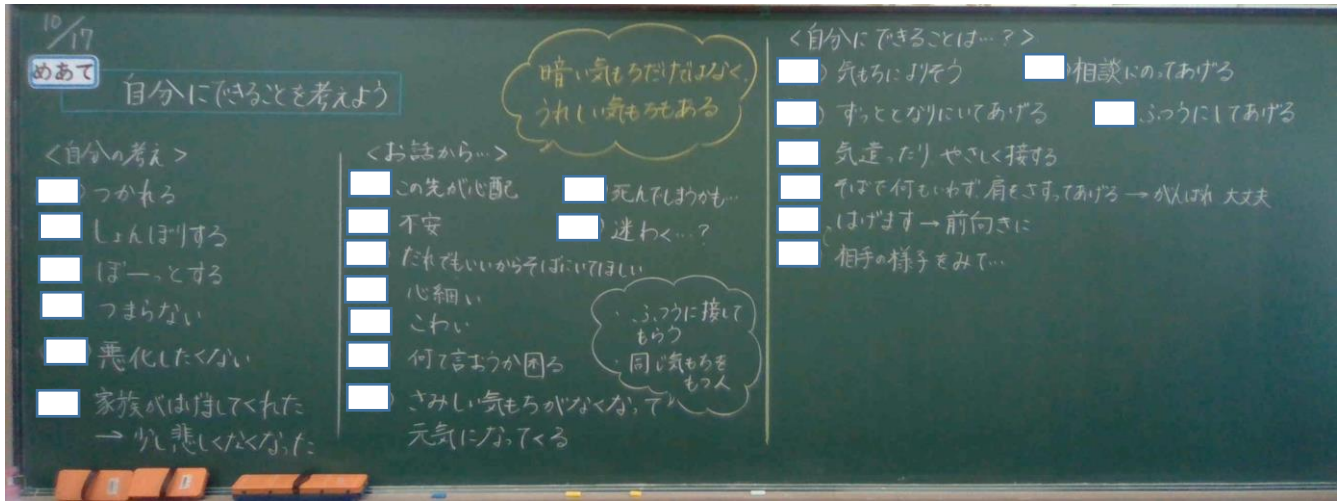 10/17
めあて
自分にできることを考えよう
<自分の考え>
つかれる
しょんぼりする
ぼーっとする
つまらない
悪化したくない
家族がはげましてくれた
→ 少し悲しくなくなった
<お話から…>
この先が心配
死んでしまうかも…
不安
迷わく…?
だれでもいいからそばにいてほしい
心細い
こわい
何て言おうか困る
さみしい気もちがなくなって
元気になってくる
暗い気もちだけではなく、
うれしい気もちもある
・ふつうに接して
もらう
・同じ気もちを
もつ人
<自分にできることは…?>
気もちによりそう
相談にのってあげる
ずっととなりにいてあげる
ふつうにしてあげる
気遣ったりやさしく接する
そばで何もいわず、肩をさすってあげる → がんばれ 大丈夫
はげます → 前向きに
相手の様子をみて…